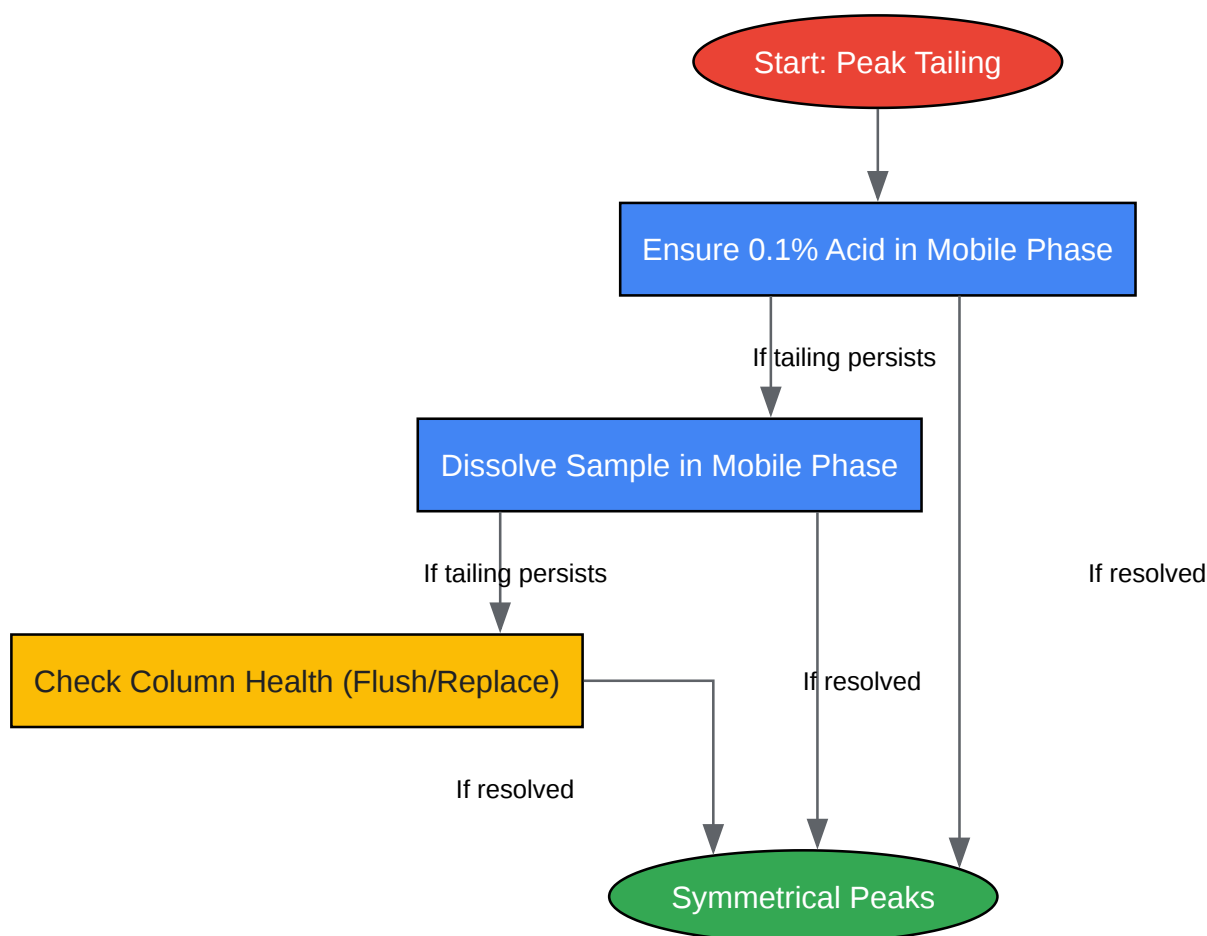 Start: Peak Tailing
Ensure 0.1% Acid in Mobile Phase
If tailing persists
Dissolve Sample in Mobile Phase
If tailing persists
If resolved
Check Column Health (Flush/Replace)
If resolved
If resolved
Symmetrical Peaks